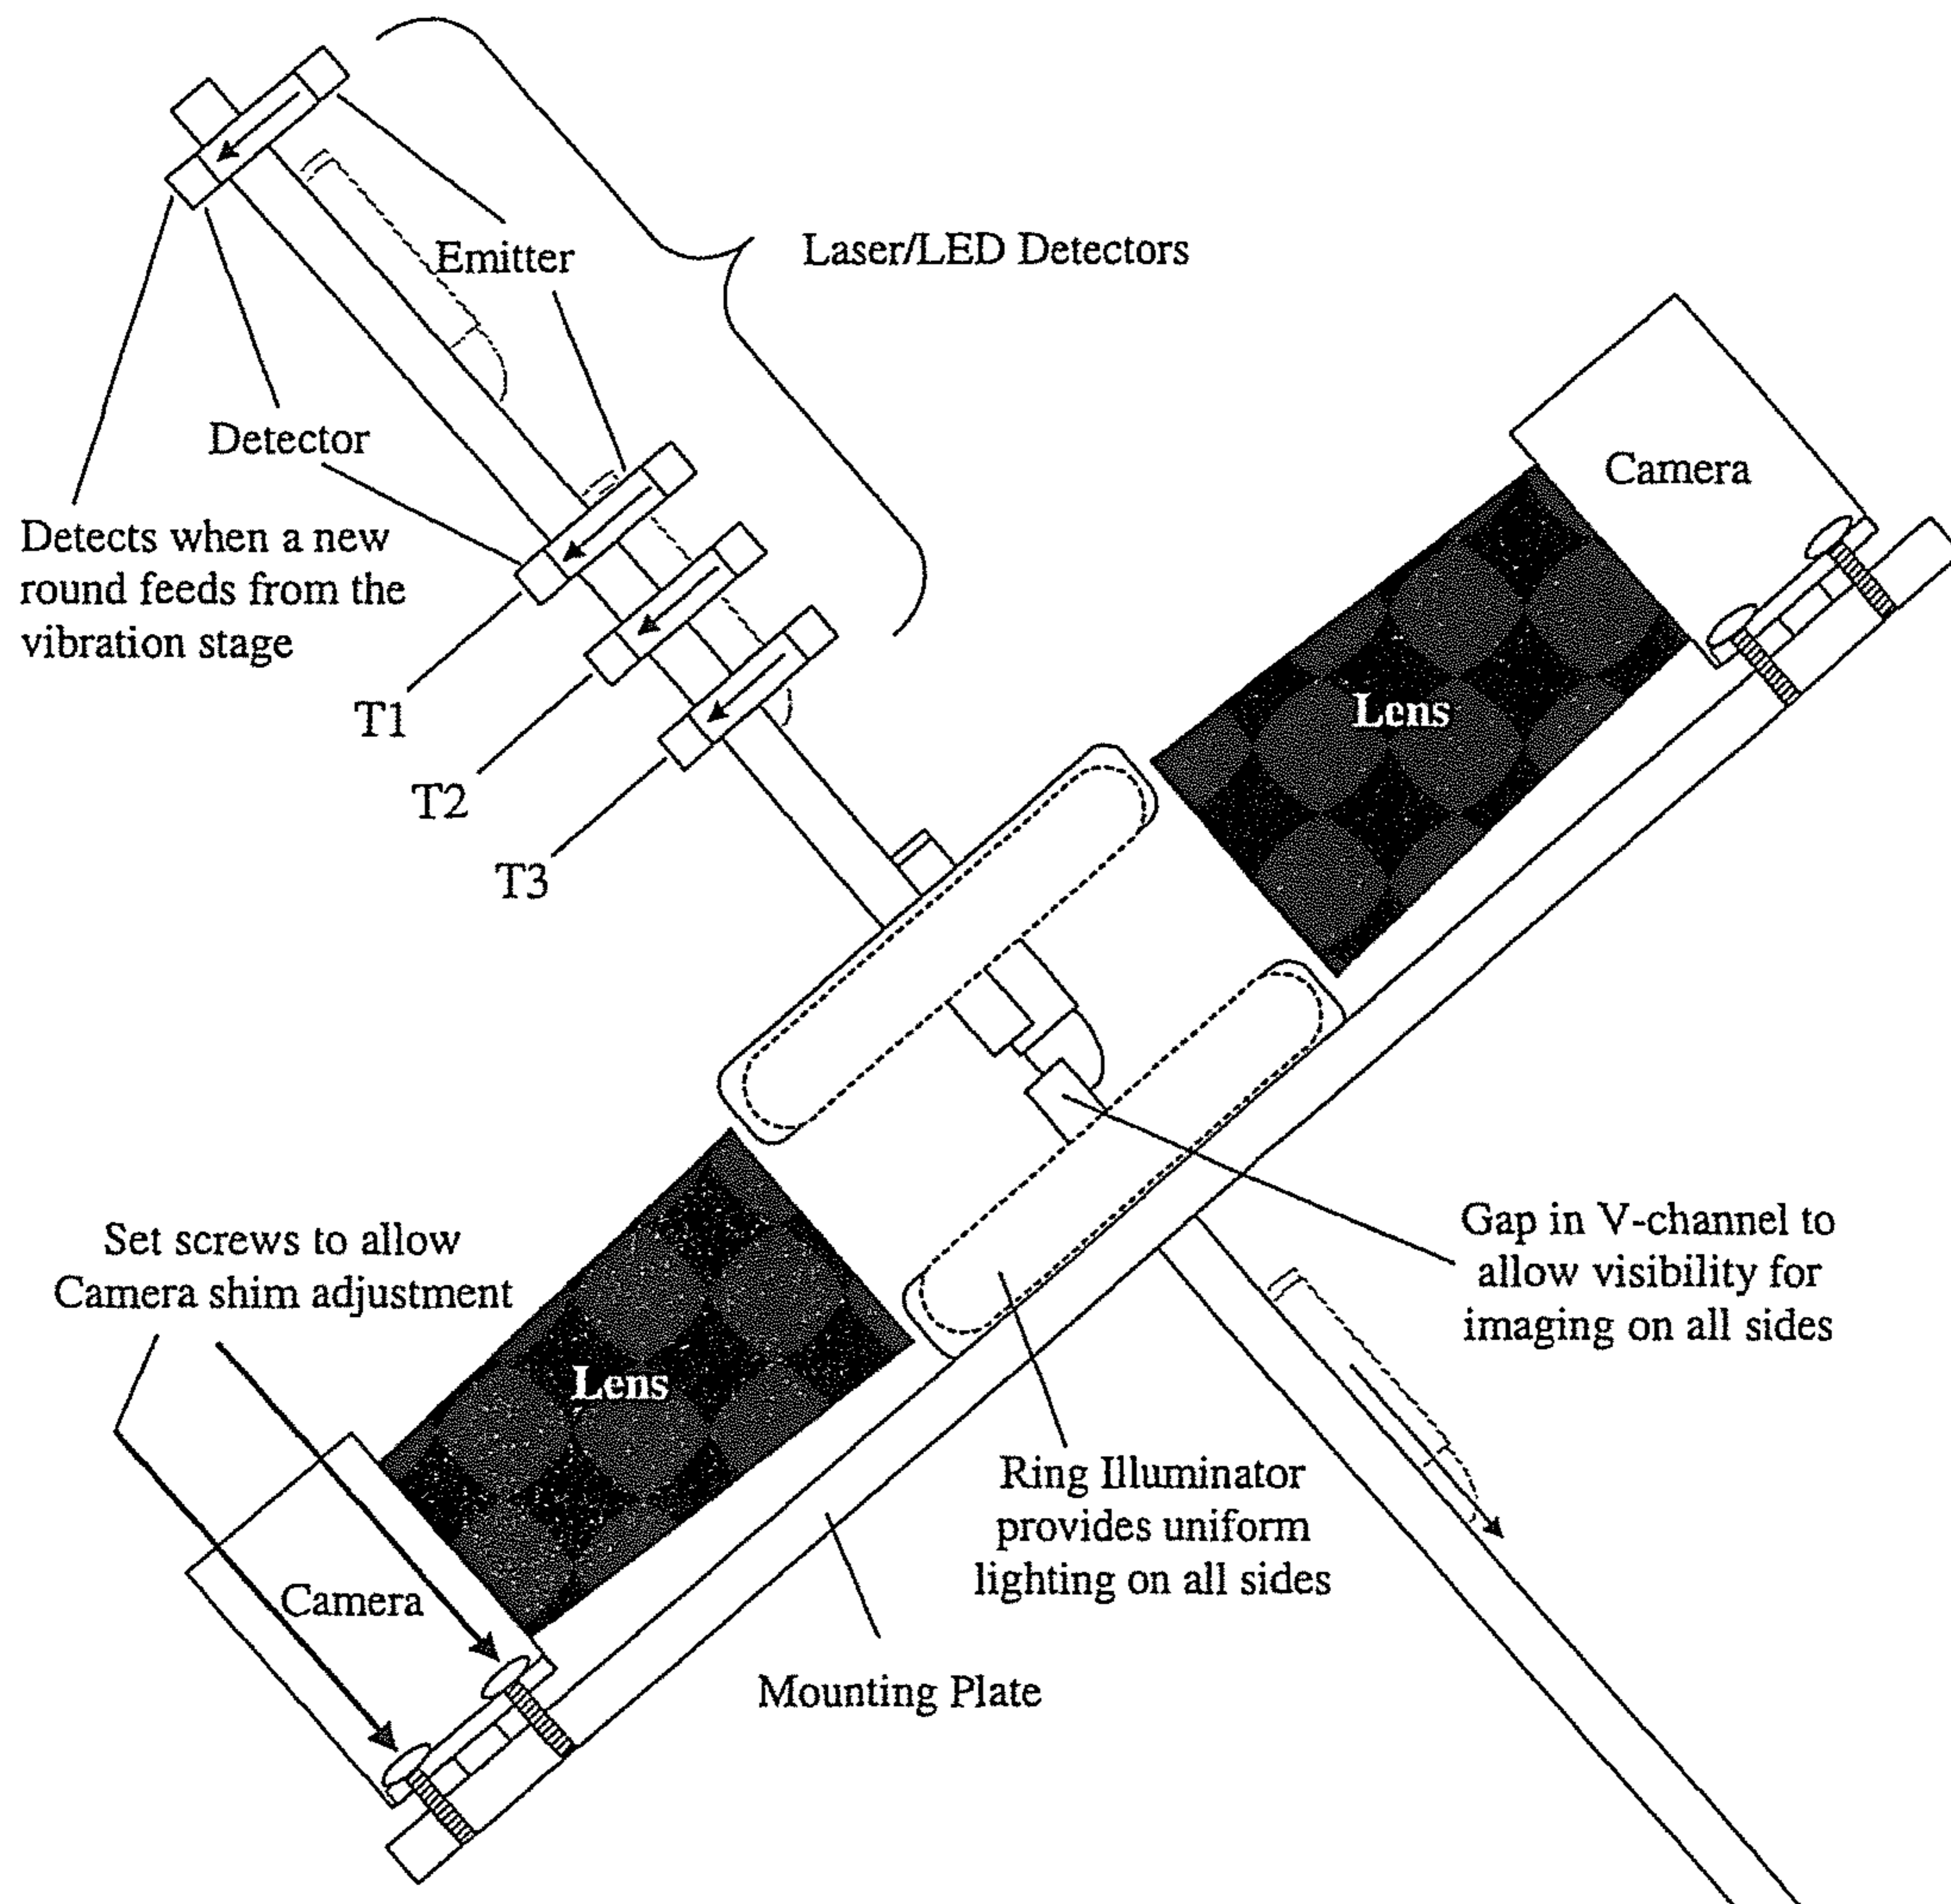 Laser/LED Detectors
Emitter
Camera
Detector
Detects when a new
round feeds from the
vibration stage
T1
Lens
T2
T3
Gap in V-channel to
allow visibility for
imaging on all sides
Set screws to allow
Camera shim adjustment
Lens
Ring Illuminator
provides uniform
lighting on all sides
Camera
Mounting Plate